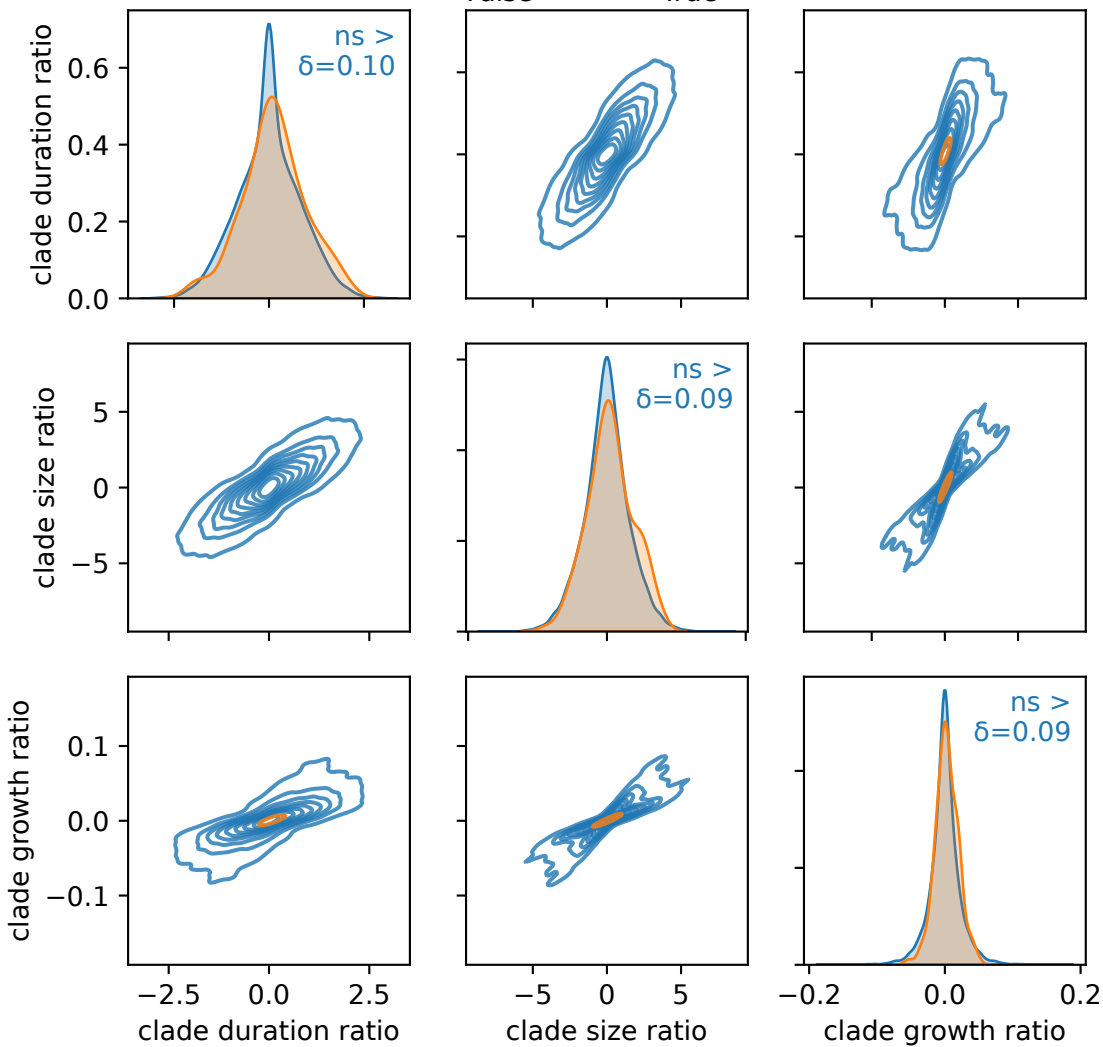 clade duration ratio
0.6
0.4
0.2
0.0
ns >
δ=0.10
clade size ratio
5
0
−5
ns >
δ=0.09
clade growth ratio
0.1
0.0
−0.1
ns >
δ=0.09
−2.5 0.0 2.5
−5 0 5
−0.2 0.0 0.2
clade duration ratio
clade size ratio
clade growth ratio